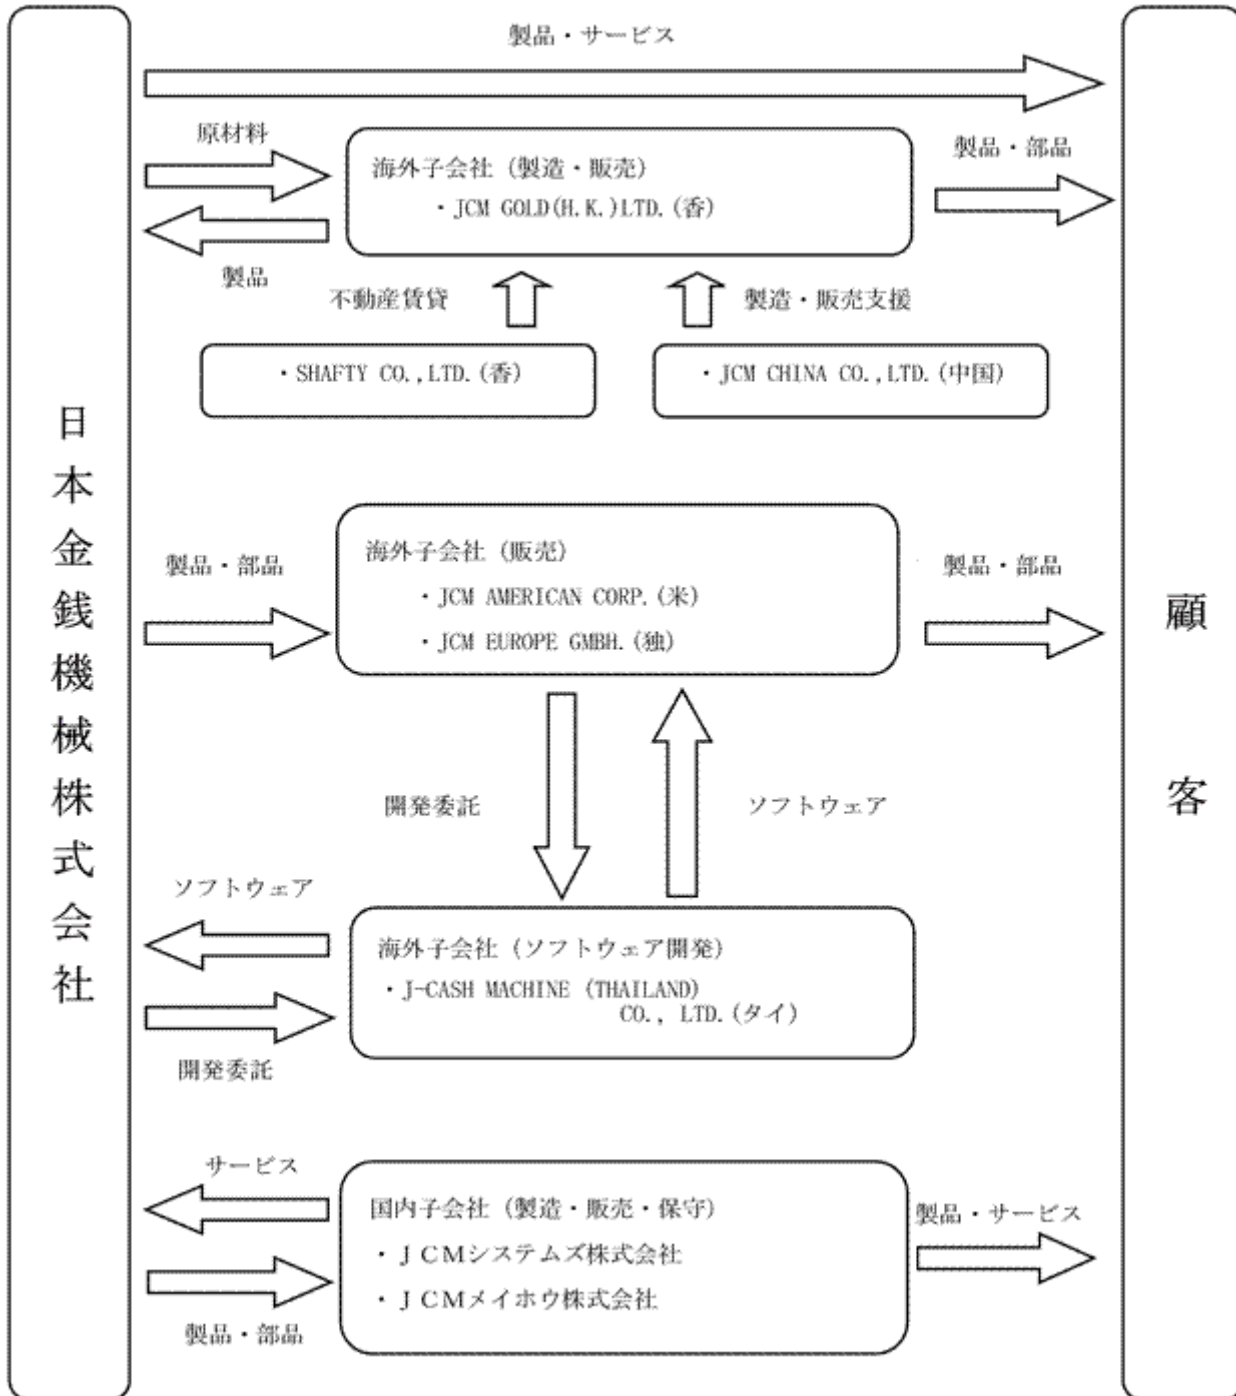 製品・サービス
原材料
海外子会社（製造・販売）
・JCM GOLD(H.K.)LTD.(香)
製品・部品
製品
不動産賃貸
製造・販売支援
・SHAFTY CO.,LTD.(香)
・JCM CHINA CO.,LTD.(中国)
日本金銭機械株式会社
顧客
製品・部品
海外子会社（販売）
・JCM AMERICAN CORP.(米)
・JCM EUROPE GMBH.(独)
製品・部品
開発委託
ソフトウェア
ソフトウェア
海外子会社（ソフトウェア開発）
・J-CASH MACHINE (THAILAND)
CO., LTD.(タイ)
開発委託
サービス
国内子会社（製造・販売・保守）
・ＪＣＭシステムズ株式会社
・ＪＣＭメイホウ株式会社
製品・サービス
製品・部品